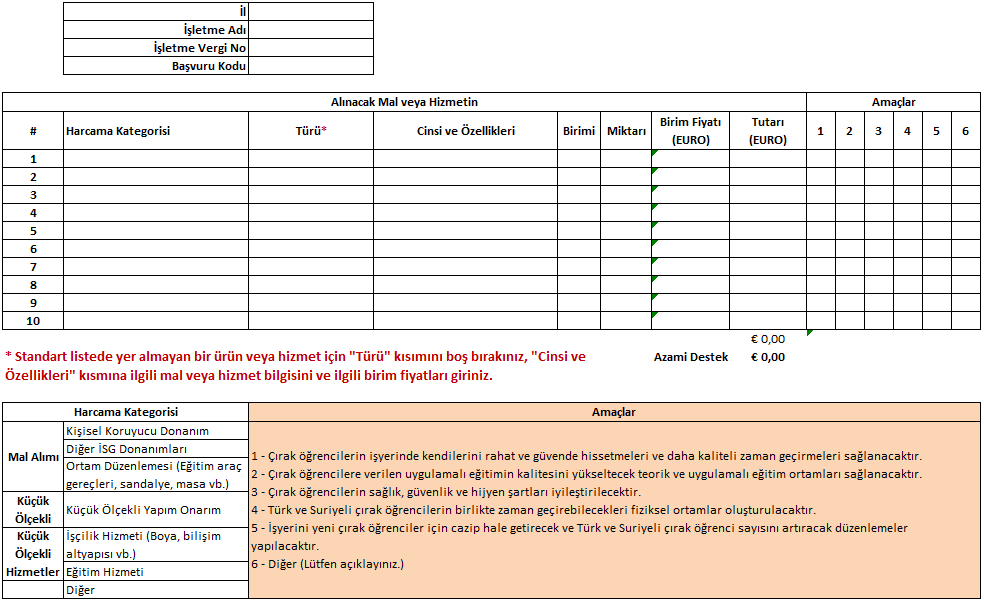 İl
İşletme Adı
İşletme Vergi No
Başvuru Kodu
Alınacak Mal veya Hizmetin
Amaçlar
#
Harcama Kategorisi
Türü*
Cinsi ve Özellikleri
Birimi
Miktarı
Birim Fiyatı
(EURO)
Tutarı
(EURO)
1
2
3
4
5
6
1
2
3
4
5
6
7
8
9
10
€ 0,00
* Standart listede yer almayan bir ürün veya hizmet için "Türü" kısımını boş bırakınız, "Cinsi ve
Özellikleri" kısmına ilgili mal veya hizmet bilgisini ve ilgili birim fiyatları giriniz.
Azami Destek
€ 0,00
Harcama Kategorisi
Amaçlar
Mal Alımı
Kişisel Koruyucu Donanım
Diğer İSG Donanımları
Ortam Düzenlemesi (Eğitim araç
gereçleri, sandalye, masa vb.)
Küçük
Ölçekli
Küçük Ölçekli Yapım Onarım
Küçük
Ölçekli
Hizmetler
İşçilik Hizmeti (Boya, bilişim
altyapısı vb.)
Eğitim Hizmeti
Diğer
1 - Çırak öğrencilerin işyerinde kendilerini rahat ve güvende hissetmeleri ve daha kaliteli zaman geçirmeleri sağlanacaktır.
2 - Çırak öğrencilere verilen uygulamalı eğitimin kalitesini yükseltecek teorik ve uygulamalı eğitim ortamları sağlanacaktır.
3 - Çırak öğrencilerin sağlık, güvenlik ve hijyen şartları iyileştirilecektir.
4 - Türk ve Suriyeli çırak öğrencilerin birlikte zaman geçirebilecekleri fiziksel ortamlar oluşturulacaktır.
5 - İşyerini yeni çırak öğrenciler için cazip hale getirecek ve Türk ve Suriyeli çırak öğrenci sayısını artıracak düzenlemeler
yapılacaktır.
6 - Diğer (Lütfen açıklayınız.)